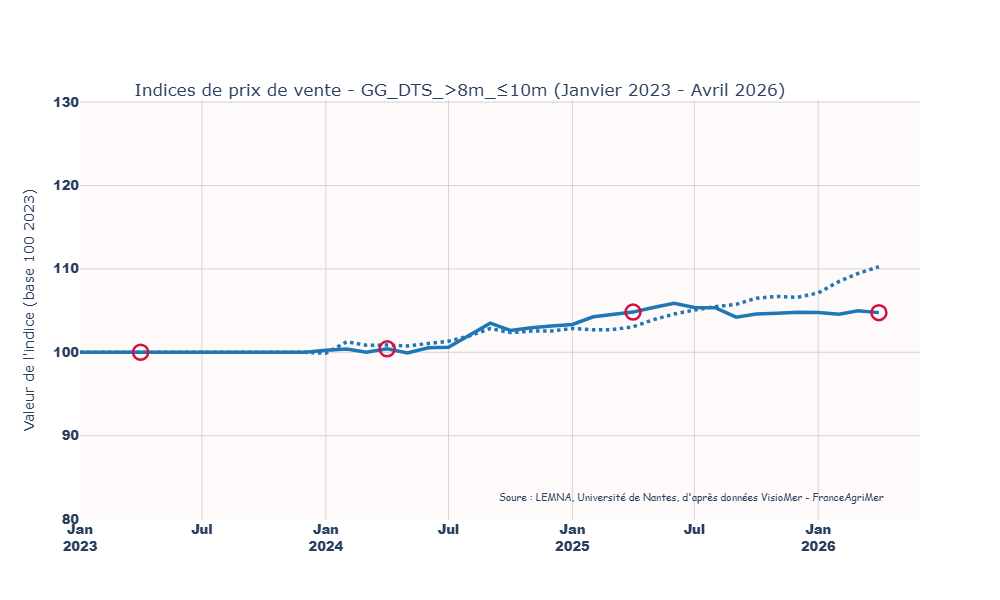 Indices de prix de vente - GG_DTS_>8m_≤10m (Janvier 2023 - Avril 2026)
Valeur de l'indice (base 100 2023)
130
120
110
100
90
80
Soure : LEMNA, Université de Nantes, d'après données VisioMer - FranceAgriMer
Jan
2023
Jul
Jan
2024
Jul
Jan
2025
Jul
Jan
2026